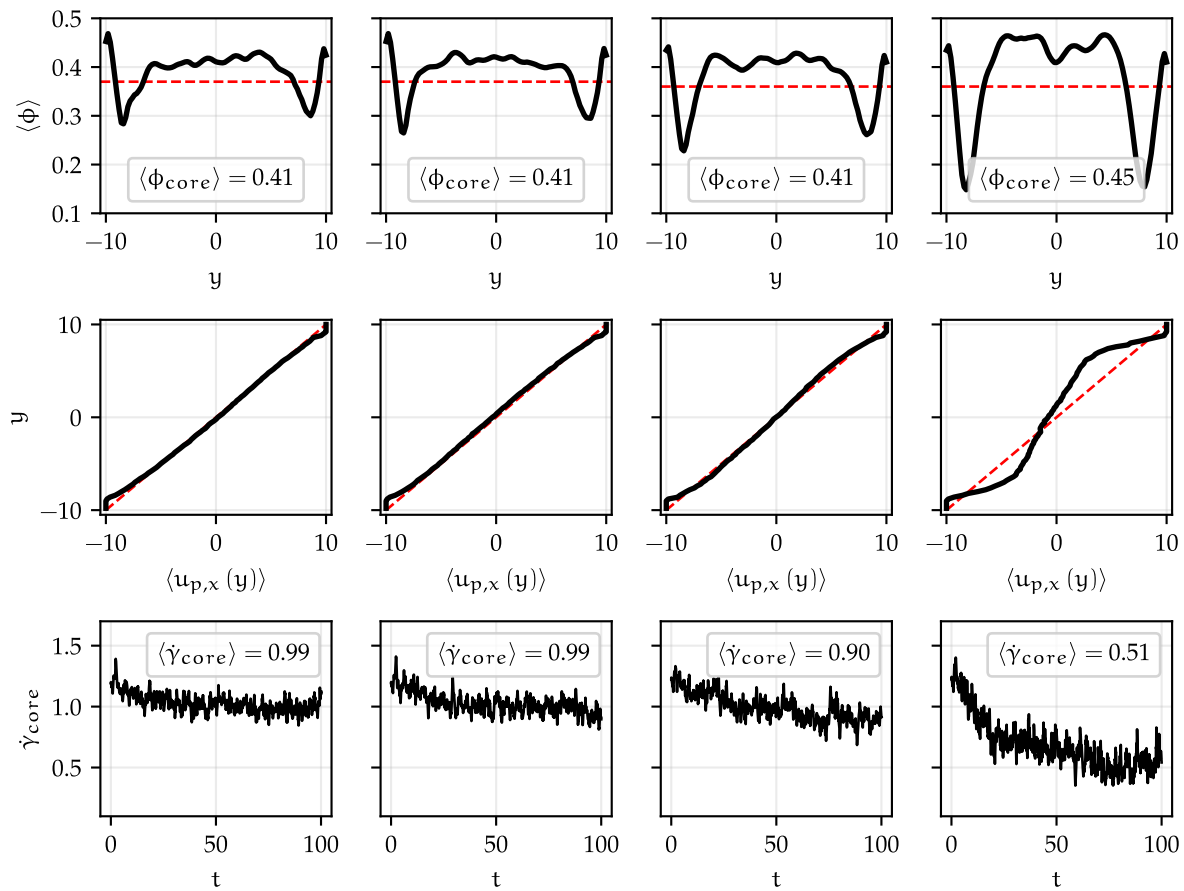 0.5
0.4
0.3
0.2
0.1
⟨ϕ⟩
⟨ϕcore⟩ = 0.41
⟨ϕcore⟩ = 0.41
⟨ϕcore⟩ = 0.41
⟨ϕcore⟩ = 0.45
−10 0 10
−10 0 10
−10 0 10
−10 0 10
y
y
y
y
10
0
−10
y
−10 0 10
−10 0 10
−10 0 10
−10 0 10
⟨up,x (y)⟩
⟨up,x (y)⟩
⟨up,x (y)⟩
⟨up,x (y)⟩
1.5
1.0
0.5
γ̇core
⟨γ̇core⟩ = 0.99
⟨γ̇core⟩ = 0.99
⟨γ̇core⟩ = 0.90
⟨γ̇core⟩ = 0.51
0 50 100
0 50 100
0 50 100
0 50 100
t
t
t
t